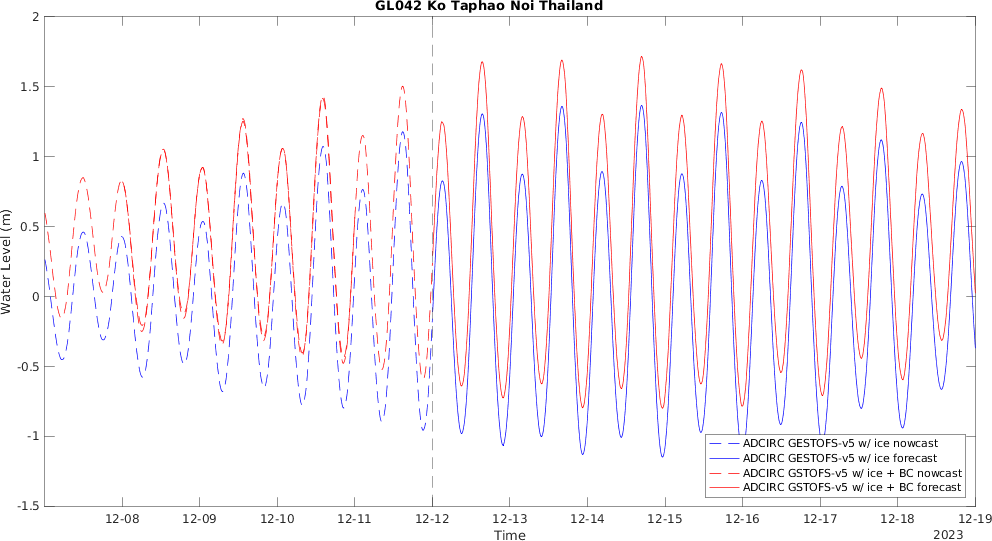 GL042 Ko Taphao Noi Thailand
2
1.5
1
0.5
0
-0.5
-1
-1.5
Water Level (m)
ADCIRC GESTOFS-v5 w/ ice nowcast
ADCIRC GESTOFS-v5 w/ ice forecast
ADCIRC GSTOFS-v5 w/ ice + BC nowcast
ADCIRC GSTOFS-v5 w/ ice + BC forecast
12-08 12-09 12-10 12-11 12-12 12-13 12-14 12-15 12-16 12-17 12-18 12-19
Time
2023